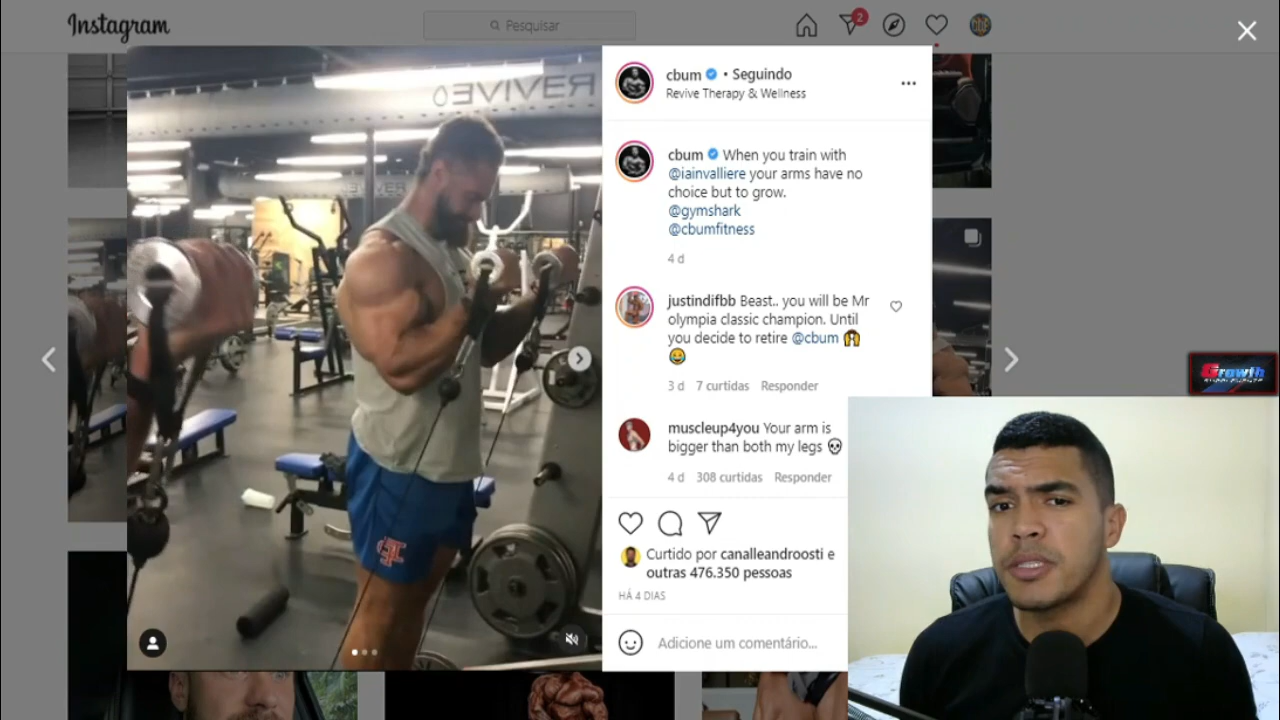 Instagram
Pesquisar
2
REVIVE
cbum • Seguindo
Revive Therapy & Wellness
cbum When you train with
@iainvalliere your arms have no
choice but to grow.
@gymshark
@cbumfitness
4 d
justindifbb Beast.. you will be Mr
olympia classic champion. Until
you decide to retire @cbum
3 d 7 curtidas Responder
muscleup4you Your arm is
bigger than both my legs
4 d 308 curtidas Responder
Curtido por canalleandroosti e
outras 476.350 pessoas
HÁ 4 DIAS
Adicione um comentário...
Growth